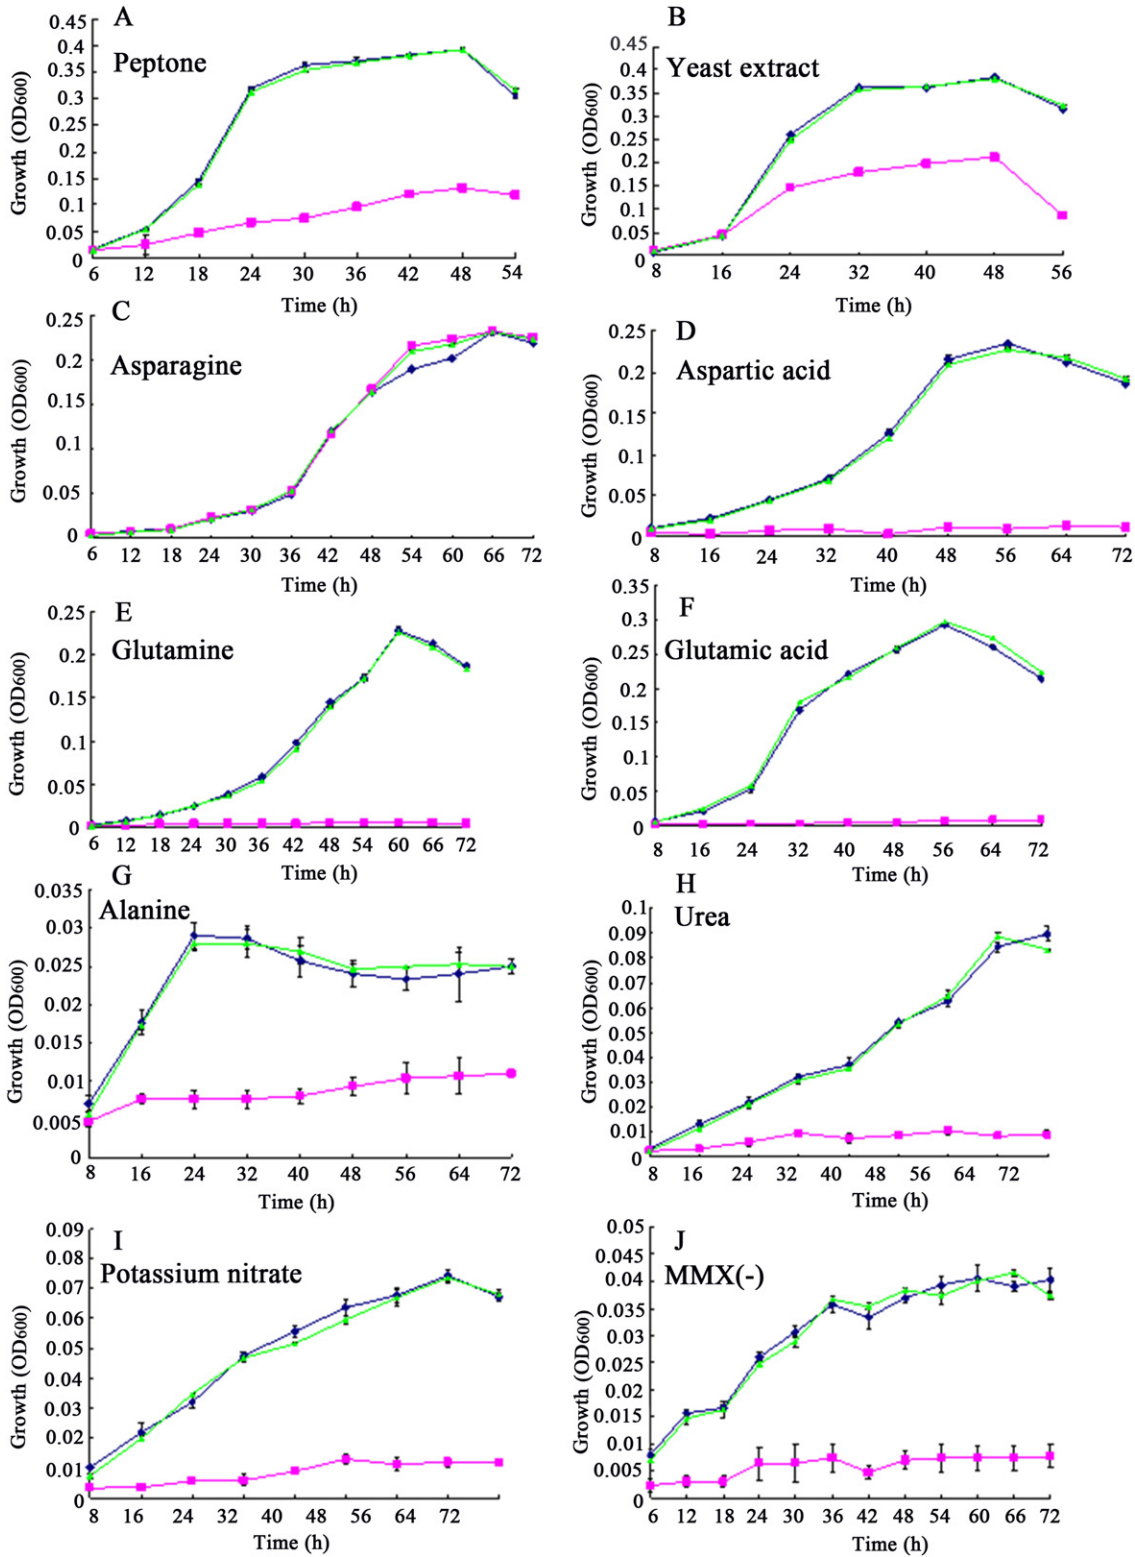 A
Peptone
Growth (OD600)
0.45
0.4
0.35
0.3
0.25
0.2
0.15
0.1
0.05
0
6 12 18 24 30 36 42 48 54
Time (h)
B
Yeast extract
Growth (OD600)
0.45
0.4
0.35
0.3
0.25
0.2
0.15
0.1
0.05
0
8 16 24 32 40 48 56
Time (h)
C
Asparagine
Growth (OD600)
0.25
0.2
0.15
0.1
0.05
0
6 12 18 24 30 36 42 48 54 60 66 72
Time (h)
D
Aspartic acid
Growth (OD600)
0.25
0.2
0.15
0.1
0.05
0
8 16 24 32 40 48 56 64 72
Time (h)
E
Glutamine
Growth (OD600)
0.25
0.2
0.15
0.1
0.05
0
6 12 18 24 30 36 42 48 54 60 66 72
Time (h)
F
Glutamic acid
Growth (OD600)
0.35
0.3
0.25
0.2
0.15
0.1
0.05
0
8 16 24 32 40 48 56 64 72
Time (h)
G
Alanine
Growth (OD600)
0.035
0.03
0.025
0.02
0.015
0.01
0.005
0
8 16 24 32 40 48 56 64 72
Time (h)
H
Urea
Growth (OD600)
0.1
0.09
0.08
0.07
0.06
0.05
0.04
0.03
0.02
0.01
0
8 16 24 32 40 48 56 64 72
Time (h)
I
Potassium nitrate
Growth (OD600)
0.09
0.08
0.07
0.06
0.05
0.04
0.03
0.02
0.01
0
8 16 24 32 40 48 56 64 72
Time (h)
J
MMX(-)
Growth (OD600)
0.05
0.045
0.04
0.035
0.03
0.025
0.02
0.015
0.01
0.005
0
6 12 18 24 30 36 42 48 54 60 66 72
Time (h)